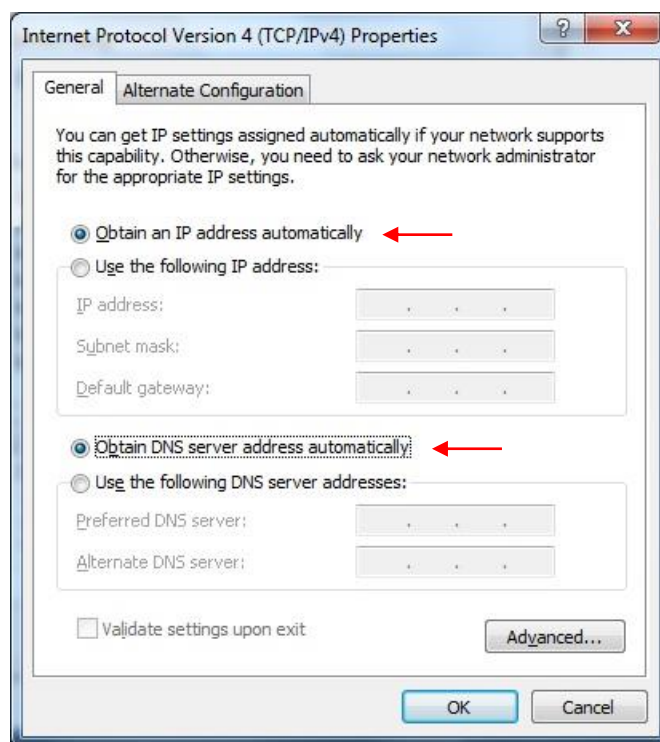 Internet Protocol Version 4 (TCP/IPv4) Properties
General
Alternate Configuration
You can get IP settings assigned automatically if your network supports
this capability. Otherwise, you need to ask your network administrator
for the appropriate IP settings.
Obtain an IP address automatically
Use the following IP address:
IP address:
Subnet mask:
Default gateway:
Obtain DNS server address automatically
Use the following DNS server addresses:
Preferred DNS server:
Alternate DNS server:
Validate settings upon exit
Advanced...
OK
Cancel